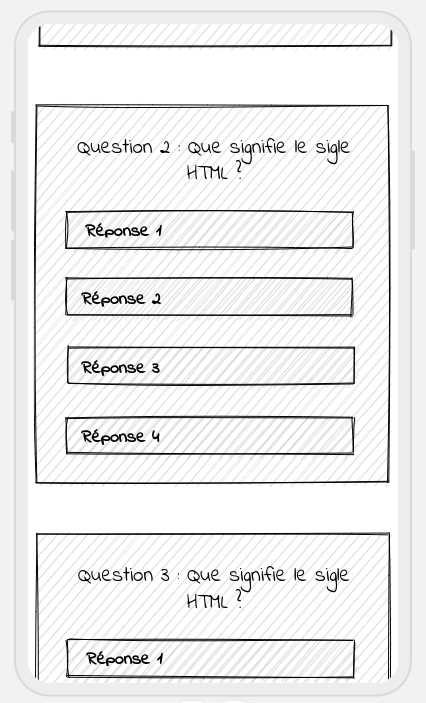 Question 2 : Que signifie le sigle
HTML ?
Réponse 1
Réponse 2
Réponse 3
Réponse 4
Question 3 : Que signifie le sigle
HTML ?
Réponse 1